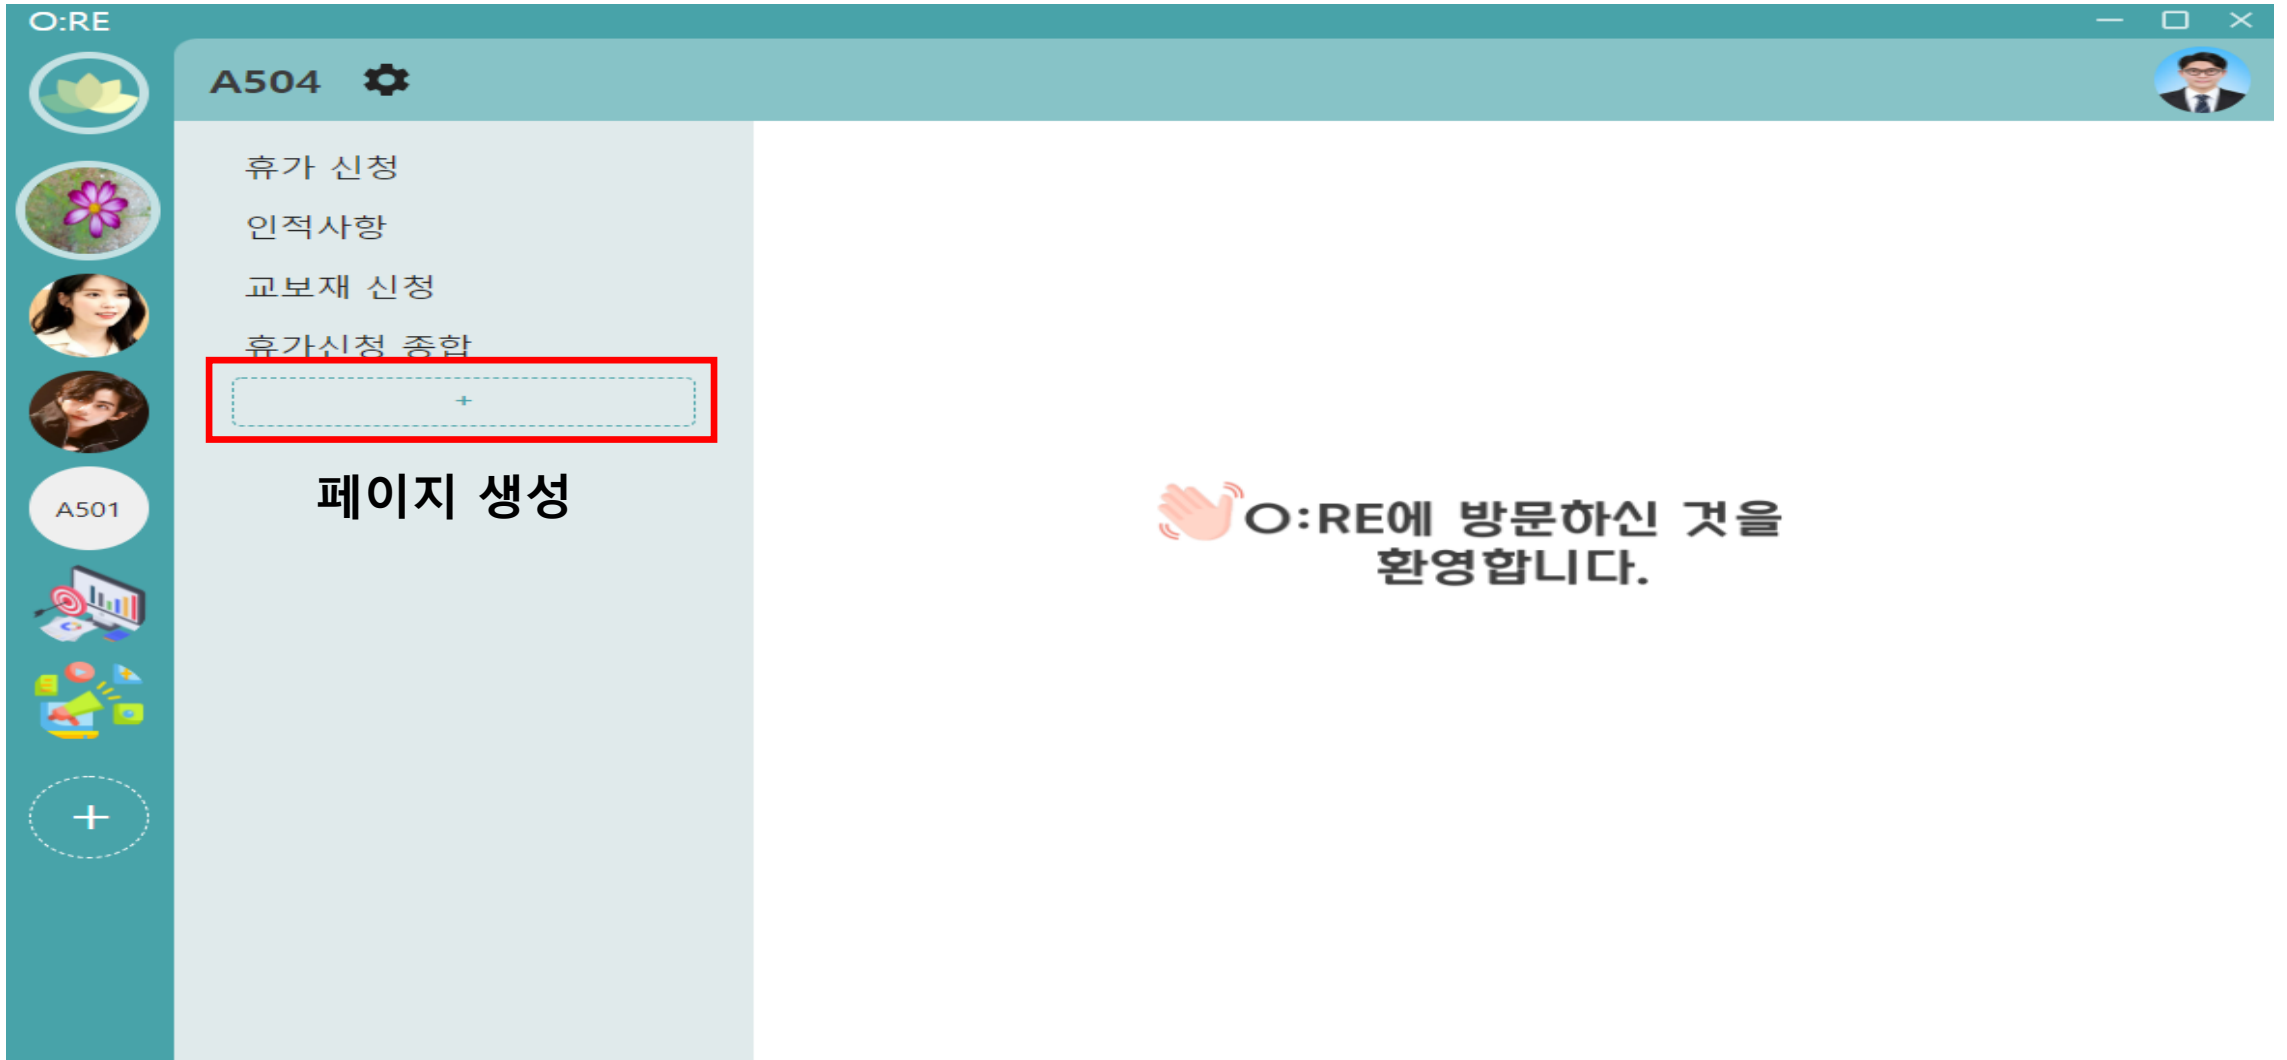 O:RE
A504
휴가 신청
인적사항
교보재 신청
휴가신청 종합
+
페이지 생성
A501
+
O:RE에 방문하신 것을
환영합니다.